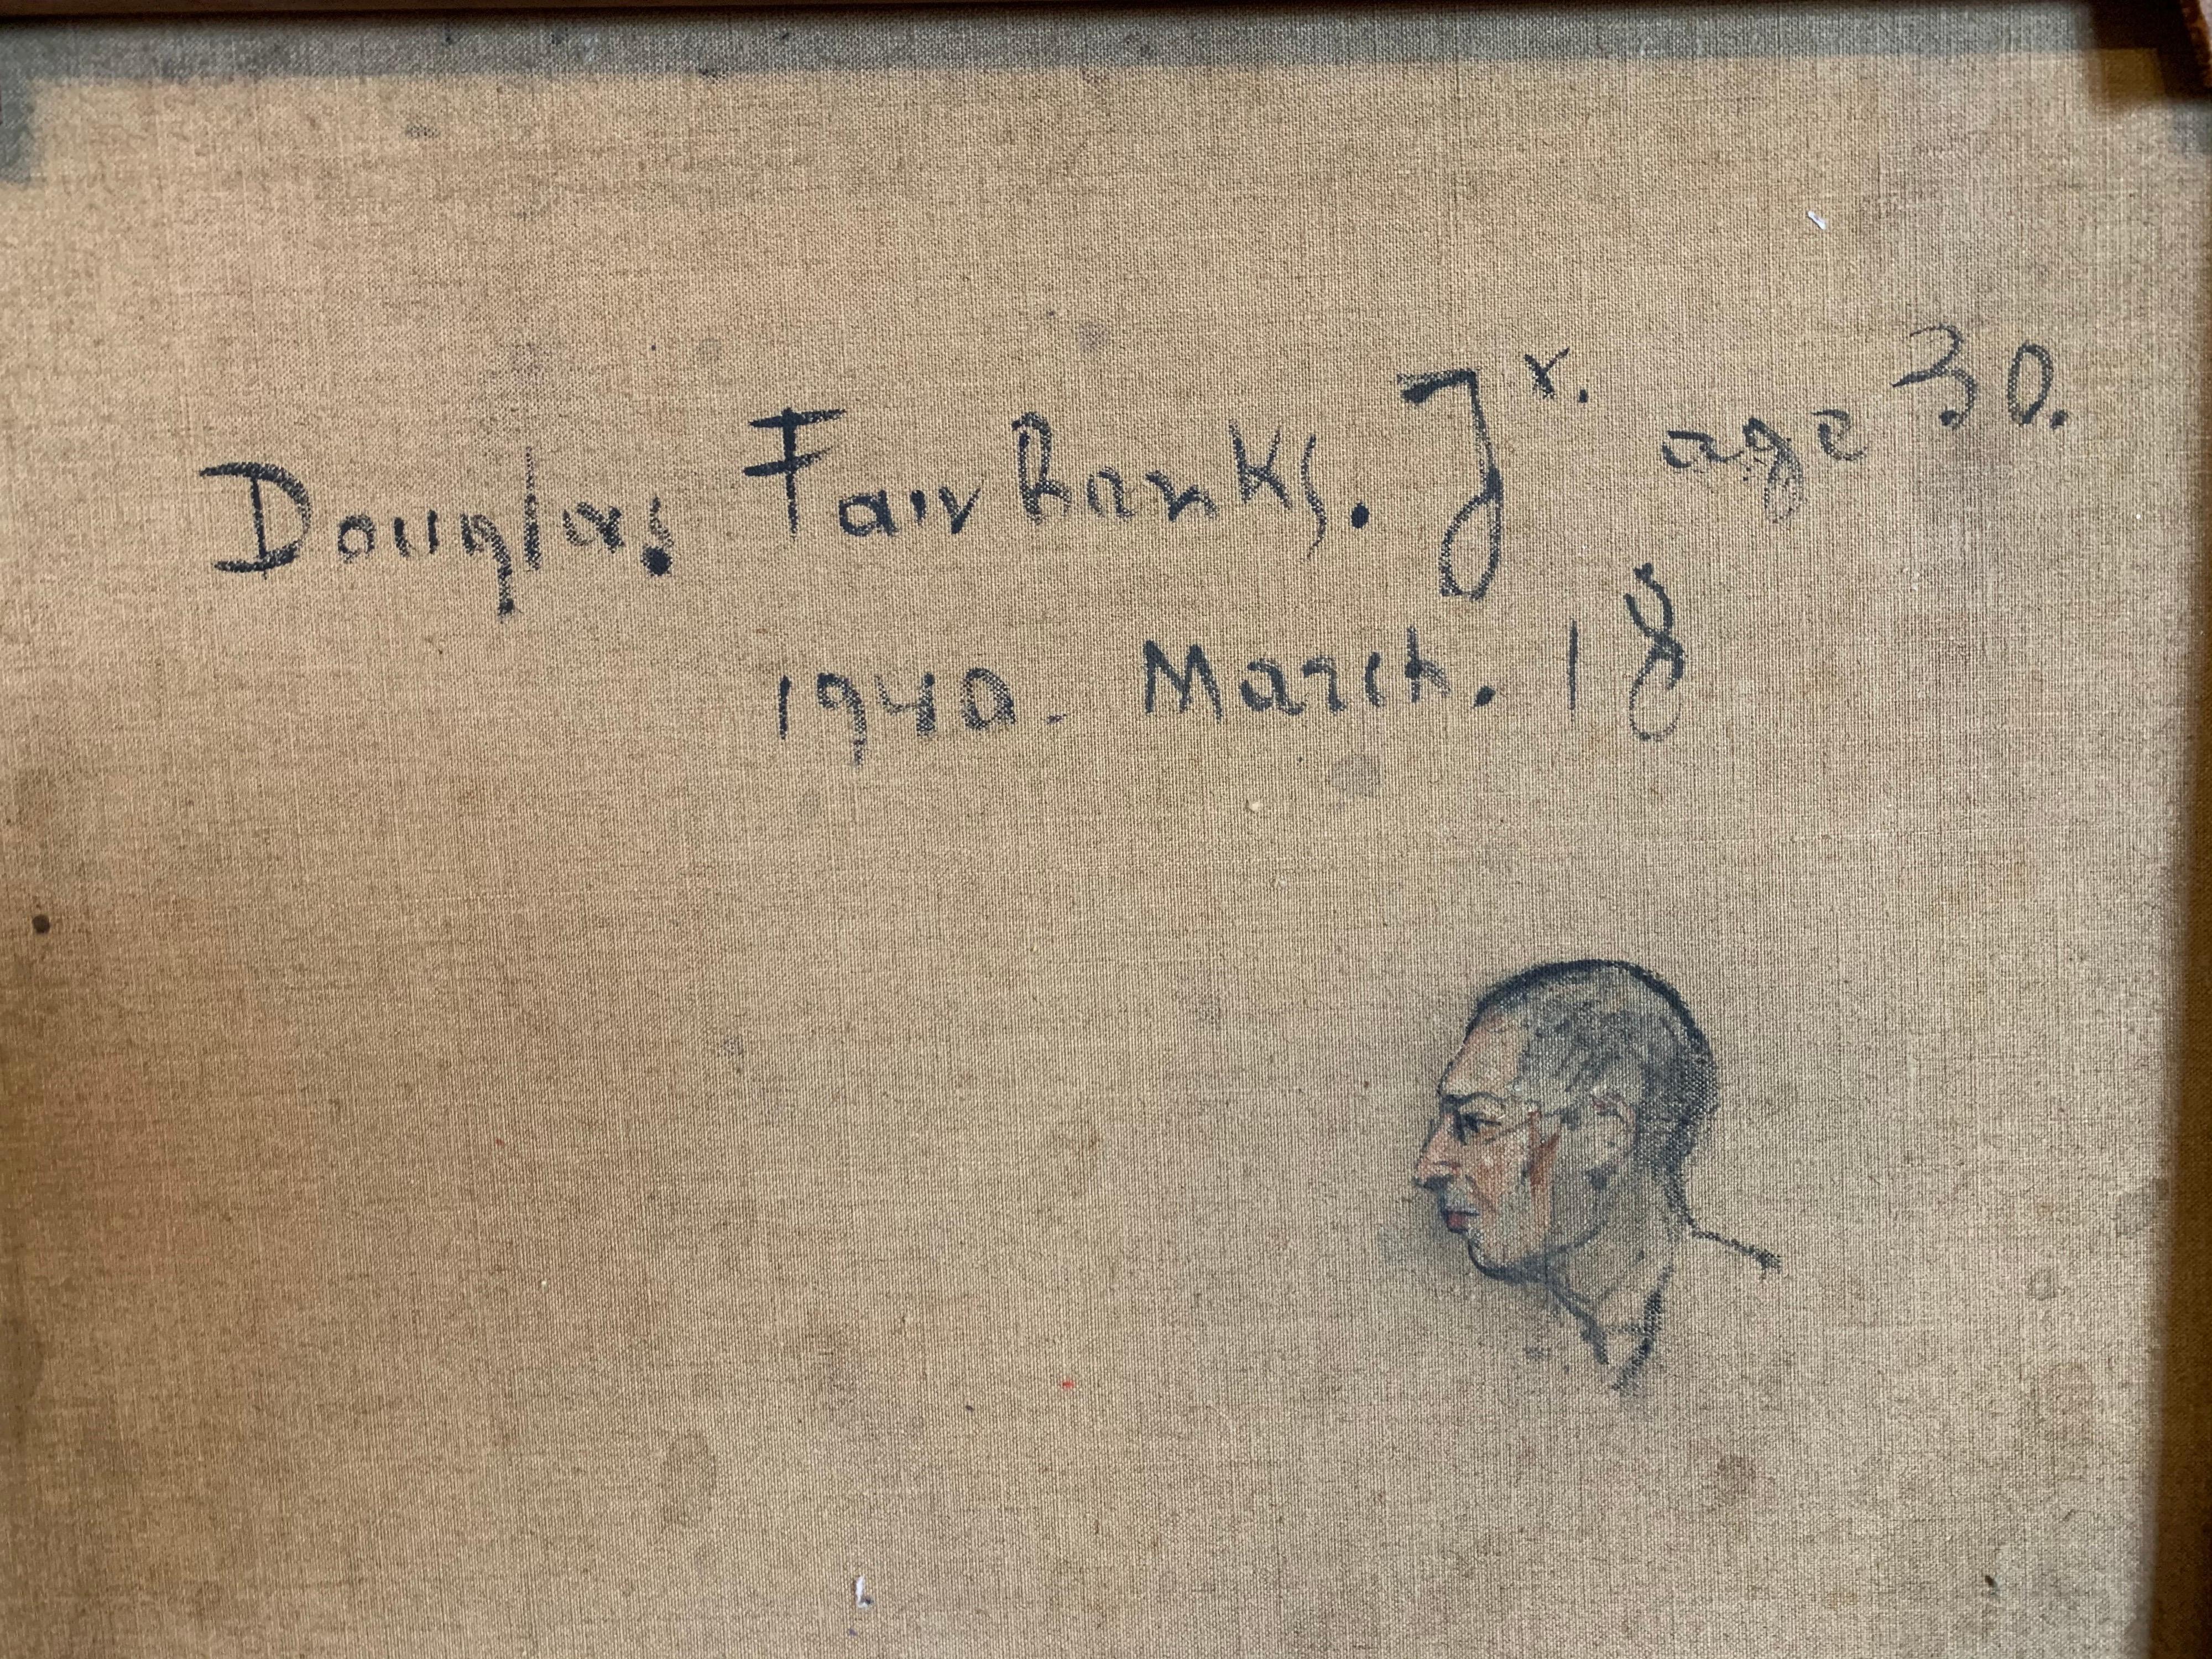 Douglas Fairbanks. Jr. age 30.
1940. March. 18